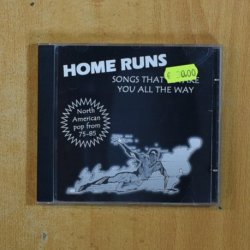 HOME RUNS
SONGS THAT
YOU ALL THE WAY
North
American
pop from
75-85